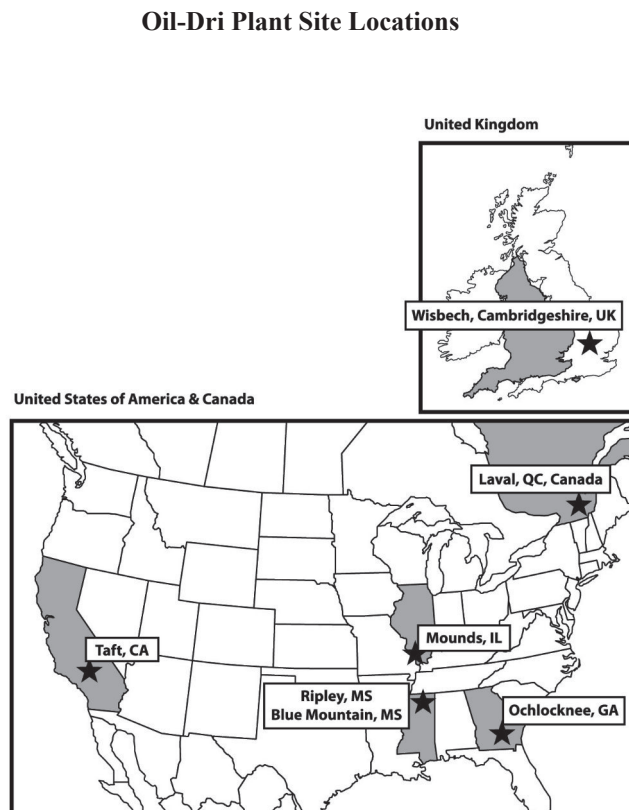 Oil-Dri Plant Site Locations
United Kingdom
Wisbech, Cambridgeshire, UK
United States of America & Canada
Laval, QC, Canada
Mounds, IL
Taft, CA
Ripley, MS
Blue Mountain, MS
Ochlocknee, GA